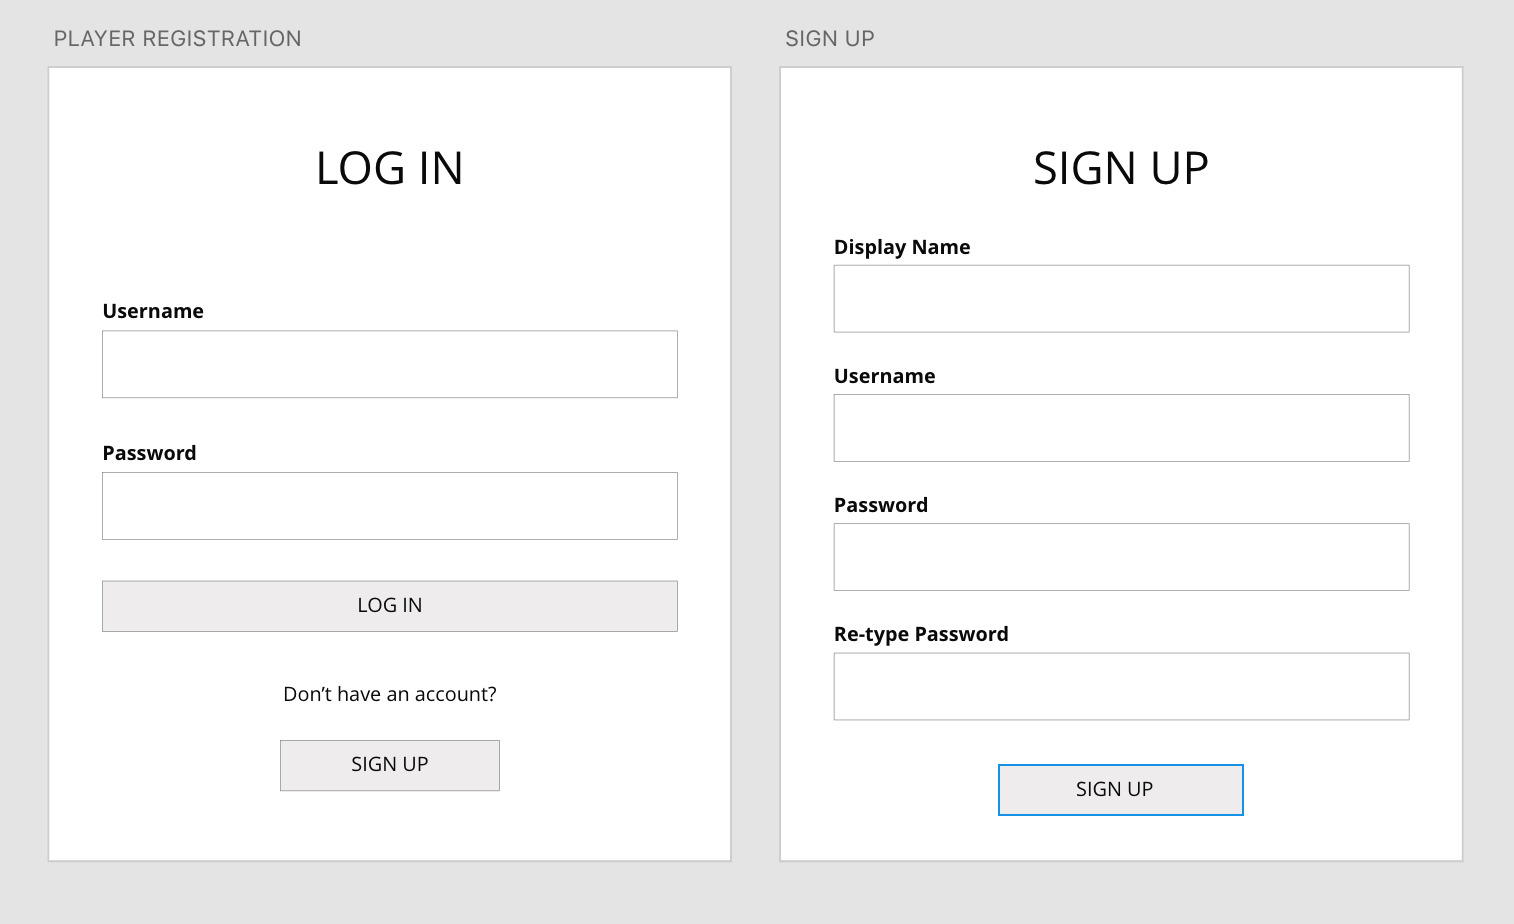 PLAYER REGISTRATION
LOG IN
Username
Password
LOG IN
Don’t have an account?
SIGN UP
SIGN UP
SIGN UP
Display Name
Username
Password
Re-type Password
SIGN UP